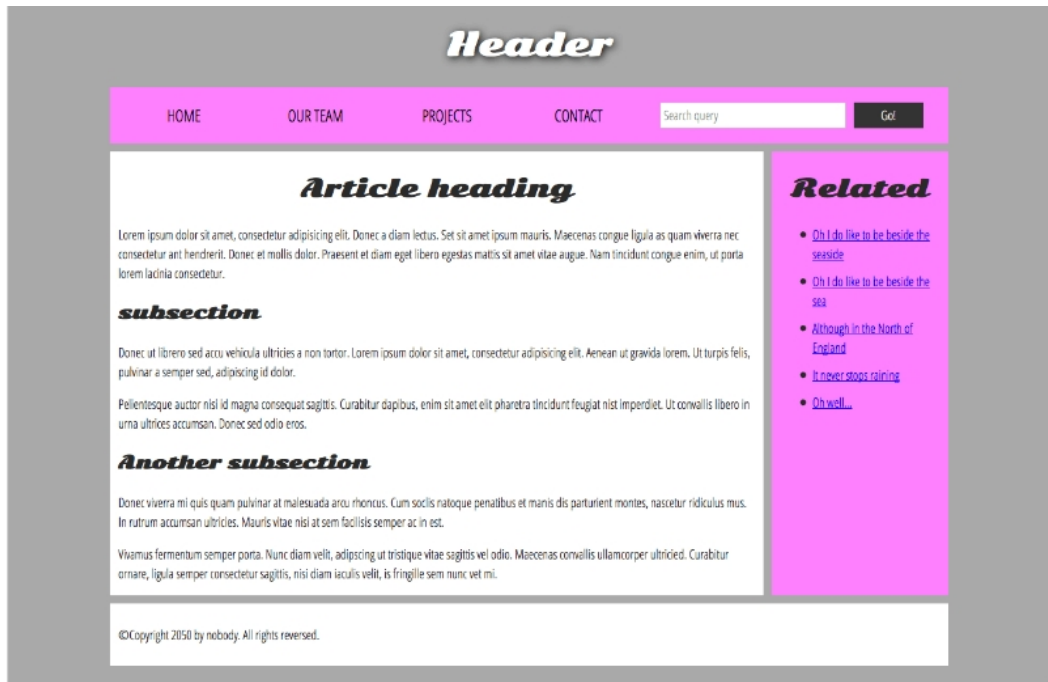 Header
HOME OUR TEAM PROJECTS CONTACT Search query Go!
Article heading
Lorem ipsum dolor sit amet, consectetur adipisicing elit. Donec a diam lectus. Set sit amet ipsum mauris. Maecenas congue ligula as quam viverra nec
consectetur ant hendrerit. Donec et mollis dolor. Praesent et diam eget libero egestas mattis sit amet vitae augue. Nam tincidunt congue enim, ut porta
lorem lacinia consectetur.
subsection
Donec ut librero sed accu vehicula ultricies a non tortor. Lorem ipsum dolor sit amet, consectetur adipisicing elit. Aenean ut gravida lorem. Ut turpis felis,
pulvinar a semper sed, adipiscing id dolor.
Pellentesque auctor nisi id magna consequat sagittis. Curabitur dapibus, enim sit amet elit pharetra tincidunt feugiat nist imperdiet. Ut convallis libero in
urna ultrices accumsan. Donec sed odio eros.
Another subsection
Donec viverra mi quis quam pulvinar at malesuada arcu rhoncus. Cum soclis natoque penatibus et manis dis parturient montes, nascetur ridiculus mus.
In rutrum accumsan ultricies. Mauris vitae nisi at sem facilisis semper ac in est.
Vivamus fermentum semper porta. Nunc diam velit, adipscing ut tristique vitae sagittis vel odio. Maecenas convallis ullamcorper ultricied. Curabitur
ornare, ligula semper consectetur sagittis, nisi diam iaculis velit, is fringille sem nunc vet mi.
Related
Oh I do like to be beside the
seaside
Oh I do like to be beside the
sea
Although in the North of
England
It never stops raining
Oh well...
©Copyright 2050 by nobody. All rights reversed.